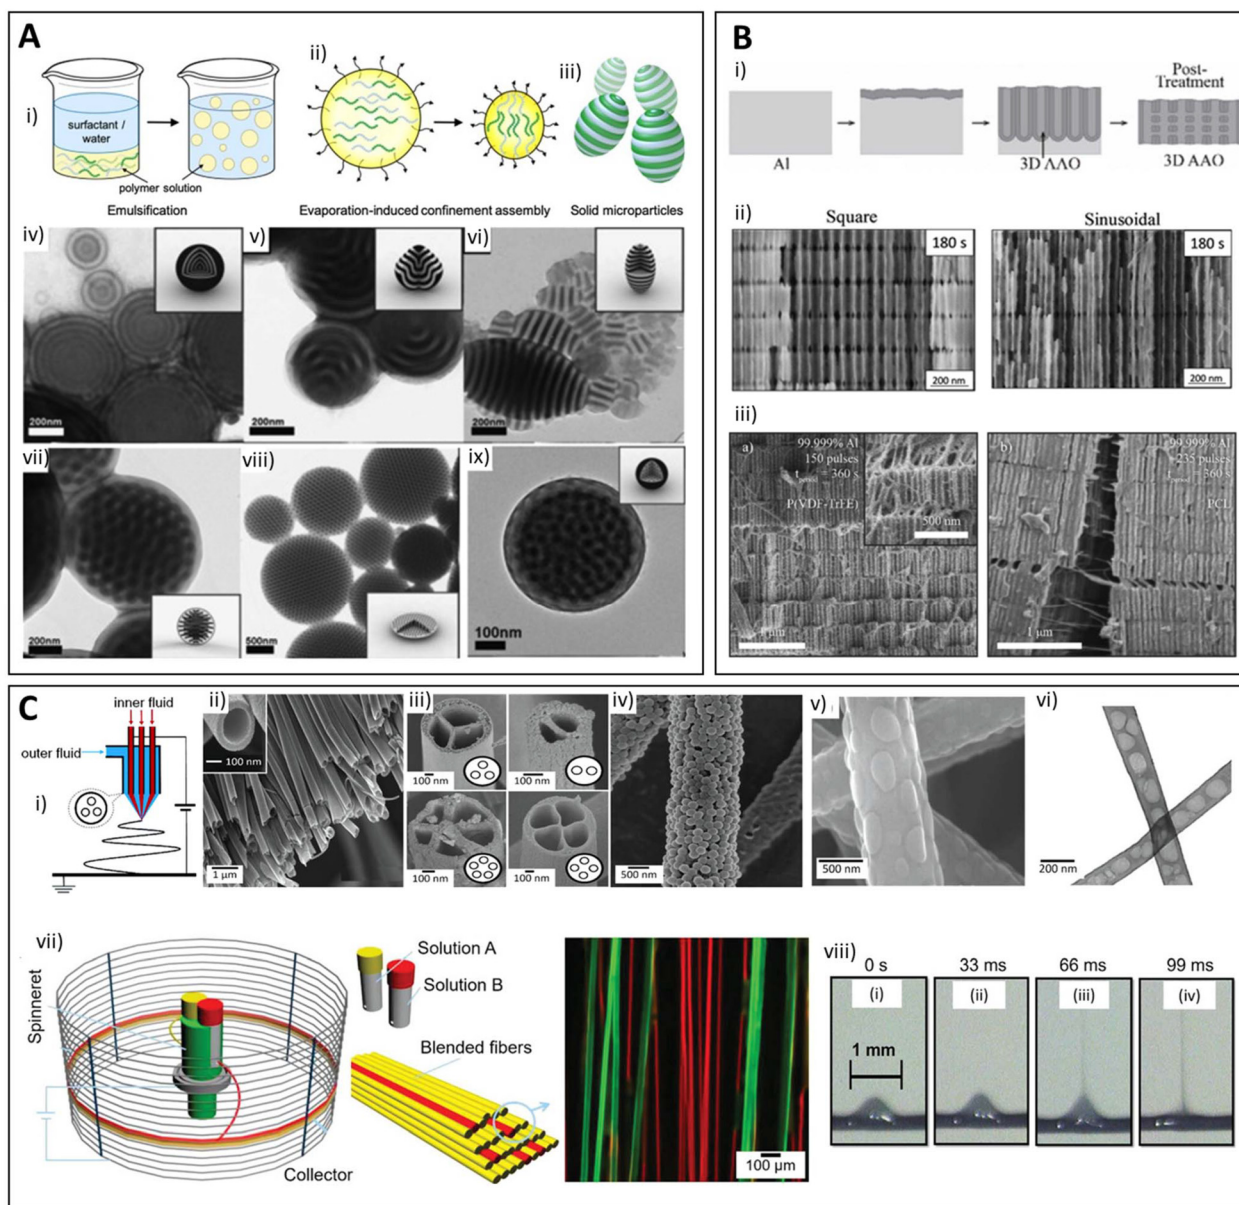 A
i)
surfactant /
water
polymer solution
Emulsification
ii)
Evaporation-induced confinement assembly
iii)
Solid microparticles
iv)
200nm
v)
200nm
vi)
200nm
vii)
200nm
viii)
500nm
ix)
100nm
B
i)
Al
3D ΛΛO
Post-
Treatment
3D AAO
ii)
Square
180 s
200 nm
Sinusoidal
180 s
200 nm
iii)
a)
99.999% Al
150 pulses
= 360 s
P(VDF-TrFE)
500 nm
1 μm
b)
99.999% Al
235 pulses
= 360 s
PCL
1 μm
C
inner fluid
outer fluid
i)
ii)
100 nm
1 μm
iii)
100 nm
100 nm
100 nm
100 nm
iv)
500 nm
v)
500nm
vi)
200 nm
vii)
Spinneret
Solution A
Solution B
Blended fibers
Collector
100 μm
viii)
0 s
33 ms
66 ms
99 ms
(i)
(ii)
(iii)
(iv)
1 mm